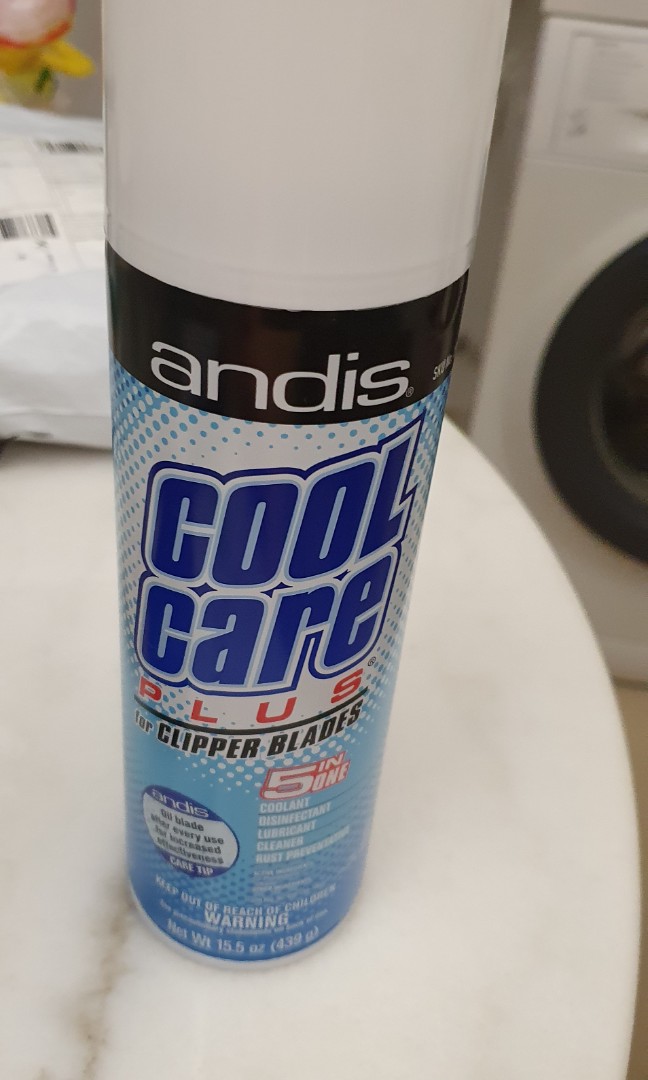 andis®
COOL
care®
PLUS
for CLIPPER BLADES
5 IN
ONE
COOLANT
DISINFECTANT
LUBRICANT
CLEANER
RUST PREVENTATIVE
andis
Oil blade
after every use
for increased
effectiveness
CARE TIP
KEEP OUT OF REACH OF CHILDREN
WARNING
Net Wt 15.5 oz (439 g)